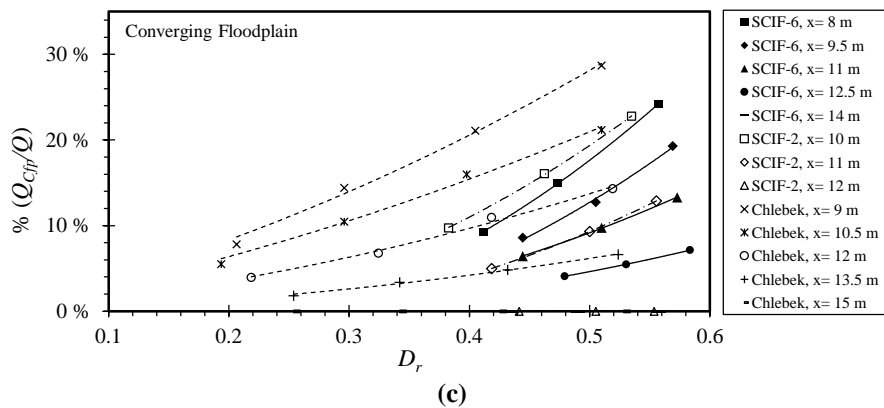 Converging Floodplain
30 %
20 %
10 %
0 %
% (Q_Cfp/Q)
0.1 0.2 0.3 0.4 0.5 0.6
D_r
SCIF-6, x= 8 m
SCIF-6, x= 9.5 m
SCIF-6, x= 11 m
SCIF-6, x= 12.5 m
SCIF-6, x= 14 m
SCIF-2, x= 10 m
SCIF-2, x= 11 m
SCIF-2, x= 12 m
Chlebek, x= 9 m
Chlebek, x= 10.5 m
Chlebek, x= 12 m
Chlebek, x= 13.5 m
Chlebek, x= 15 m
(c)